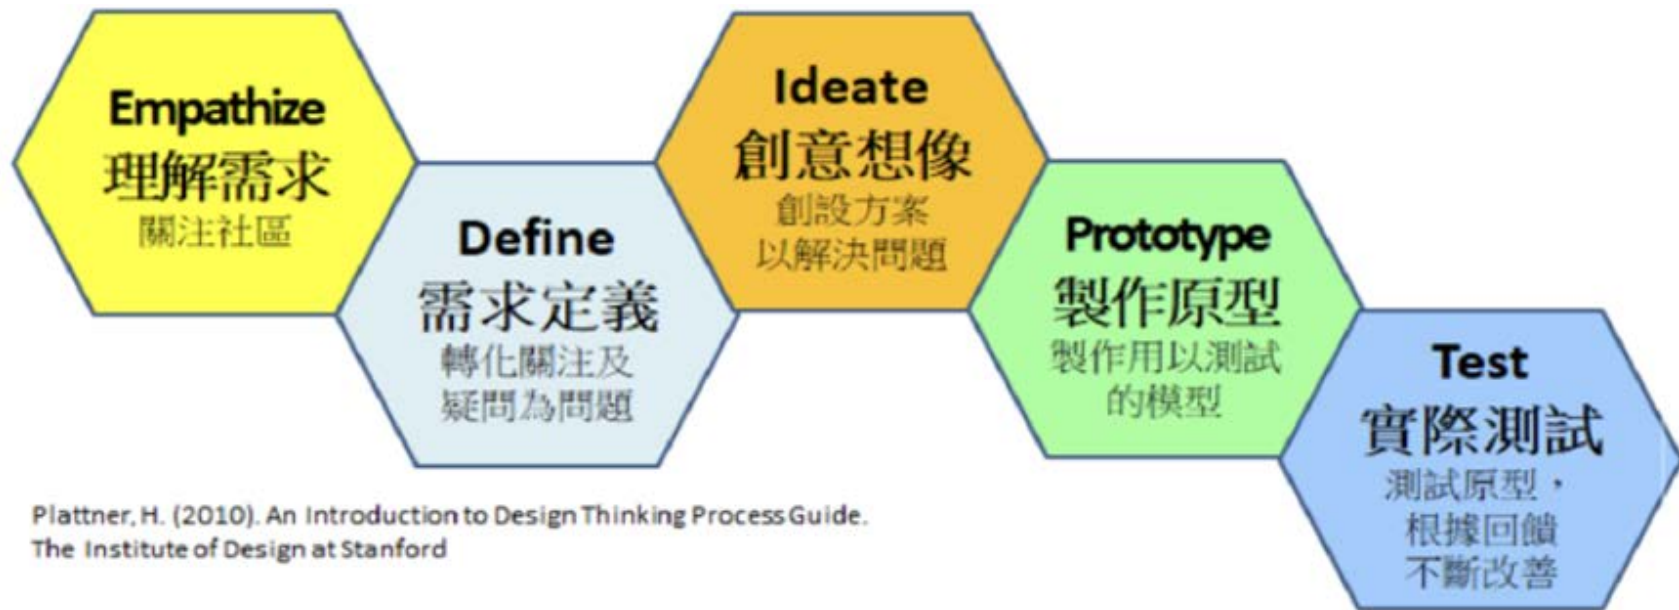 Empathize
理解需求
關注社區
Define
需求定義
轉化關注及
疑問為問題
Ideate
創意想像
創設方案
以解決問題
Prototype
製作原型
製作用以測試
的模型
Test
實際測試
測試原型，
根據回饋
不斷改善
Plattner, H. (2010). An Introduction to Design Thinking Process Guide.
The Institute of Design at Stanford